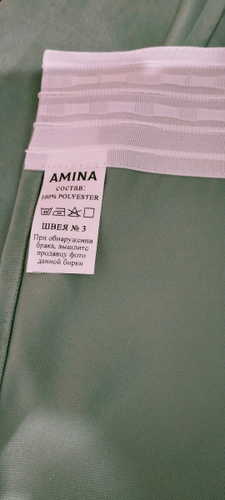 AMINA
состав:
100% POLYESTER
ШВЕЯ № 3
При обнаружении
брака, вышлите
продавцу фото
данной бирки